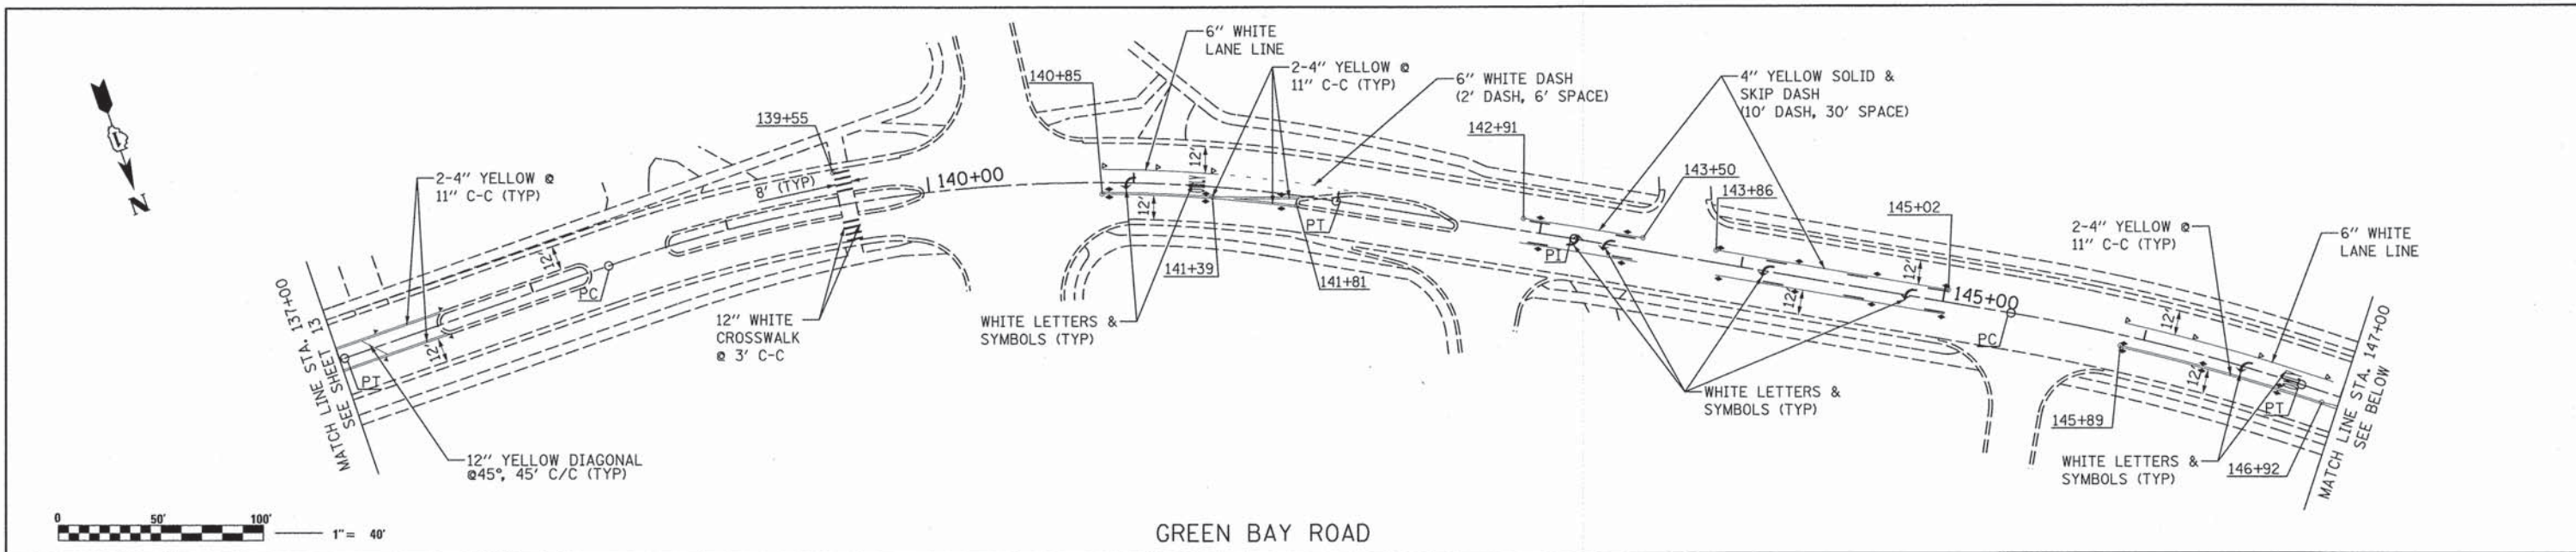 6" WHITE
LANE LINE
140+85
2-4" YELLOW @
11" C-C (TYP)
6" WHITE DASH
(2' DASH, 6' SPACE)
4" YELLOW SOLID &
SKIP DASH
(10' DASH, 30' SPACE)
139+55
142+91
143+50
143+86
145+02
2-4" YELLOW @
11" C-C (TYP)
8' (TYP)
140+00
12'
12'
2-4" YELLOW @
11" C-C (TYP)
6" WHITE
LANE LINE
N
12'
PC
PT
PI
141+39
141+81
12'
12'
145+00
PC
12'
12'
PT
MATCH LINE STA. 137+00
SEE SHEET 13
12'
PT
12" WHITE
CROSSWALK
@ 3' C-C
WHITE LETTERS &
SYMBOLS (TYP)
WHITE LETTERS &
SYMBOLS (TYP)
145+89
WHITE LETTERS &
SYMBOLS (TYP)
146+92
MATCH LINE STA. 147+00
SEE BELOW
12" YELLOW DIAGONAL
@45°, 45' C/C (TYP)
0 50' 100'
1"= 40'
GREEN BAY ROAD